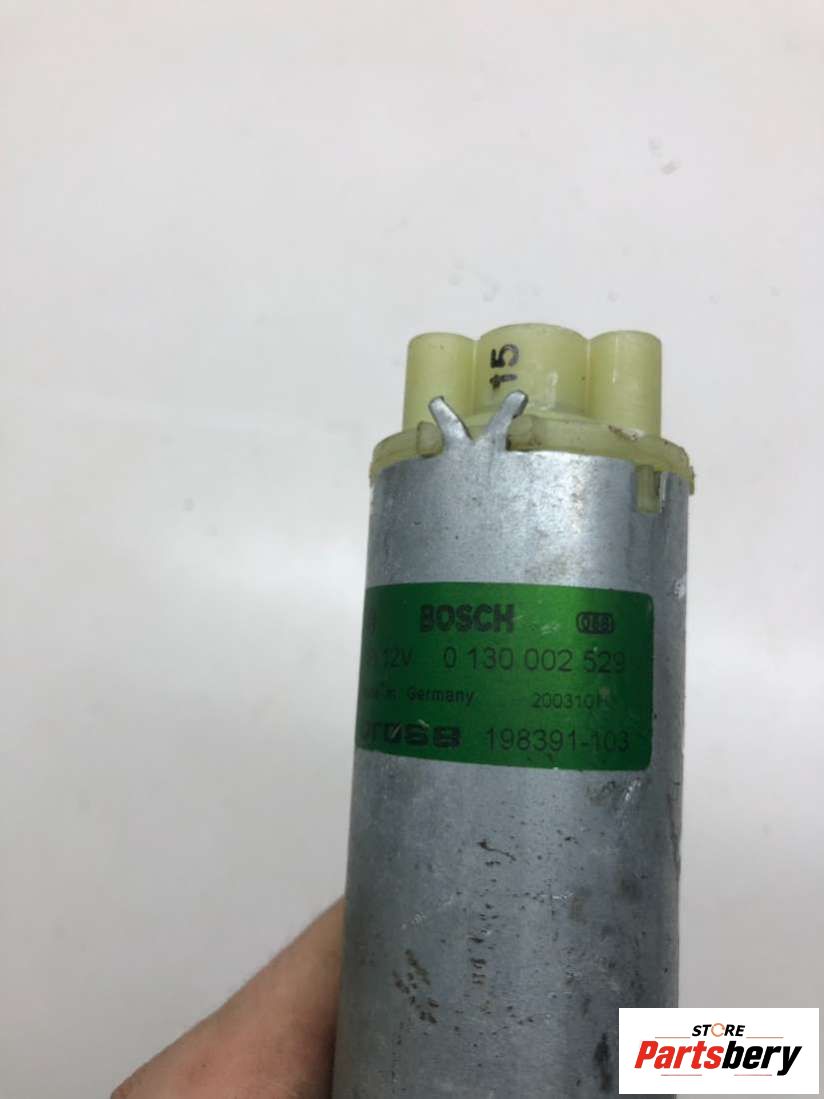 15
BOSCH
12V 0 130 002 529
Germany 200310
198391-103
STORE
Partsbery